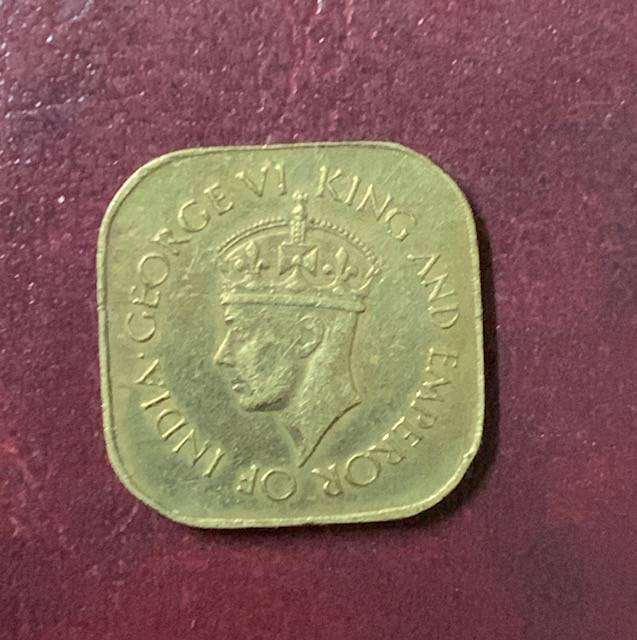 GEORGE VI KING AND EMPEROR OF INDIA·